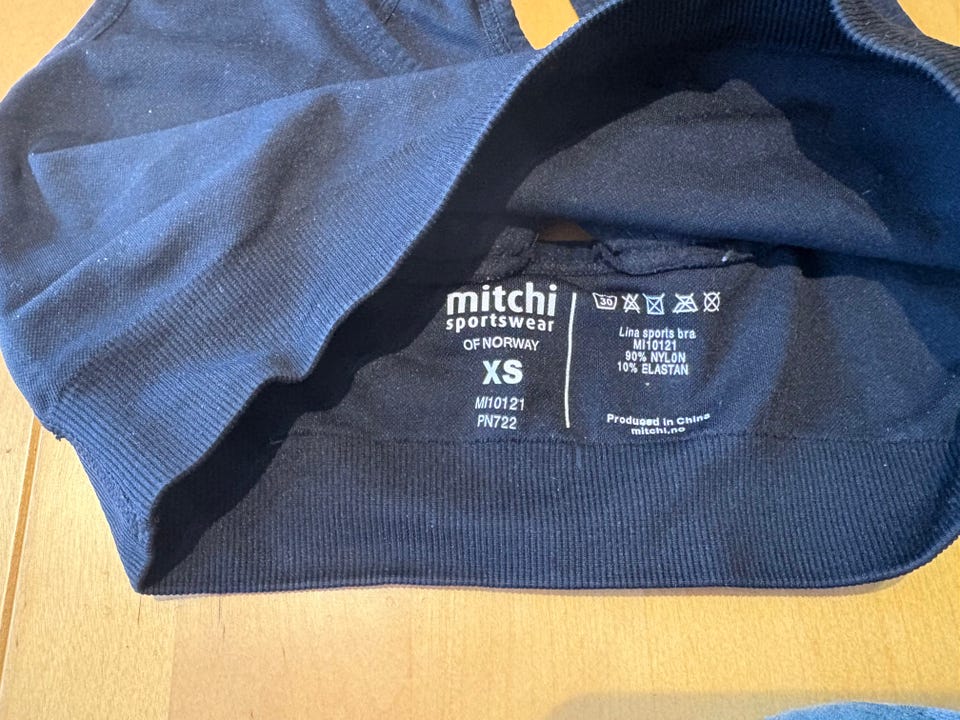 mitchi
sportswear
OF NORWAY
XS
MI10121
PN722
30
Lina sports bra
MI10121
90% NYLON
10% ELASTAN
Produced in China
mitchi.no